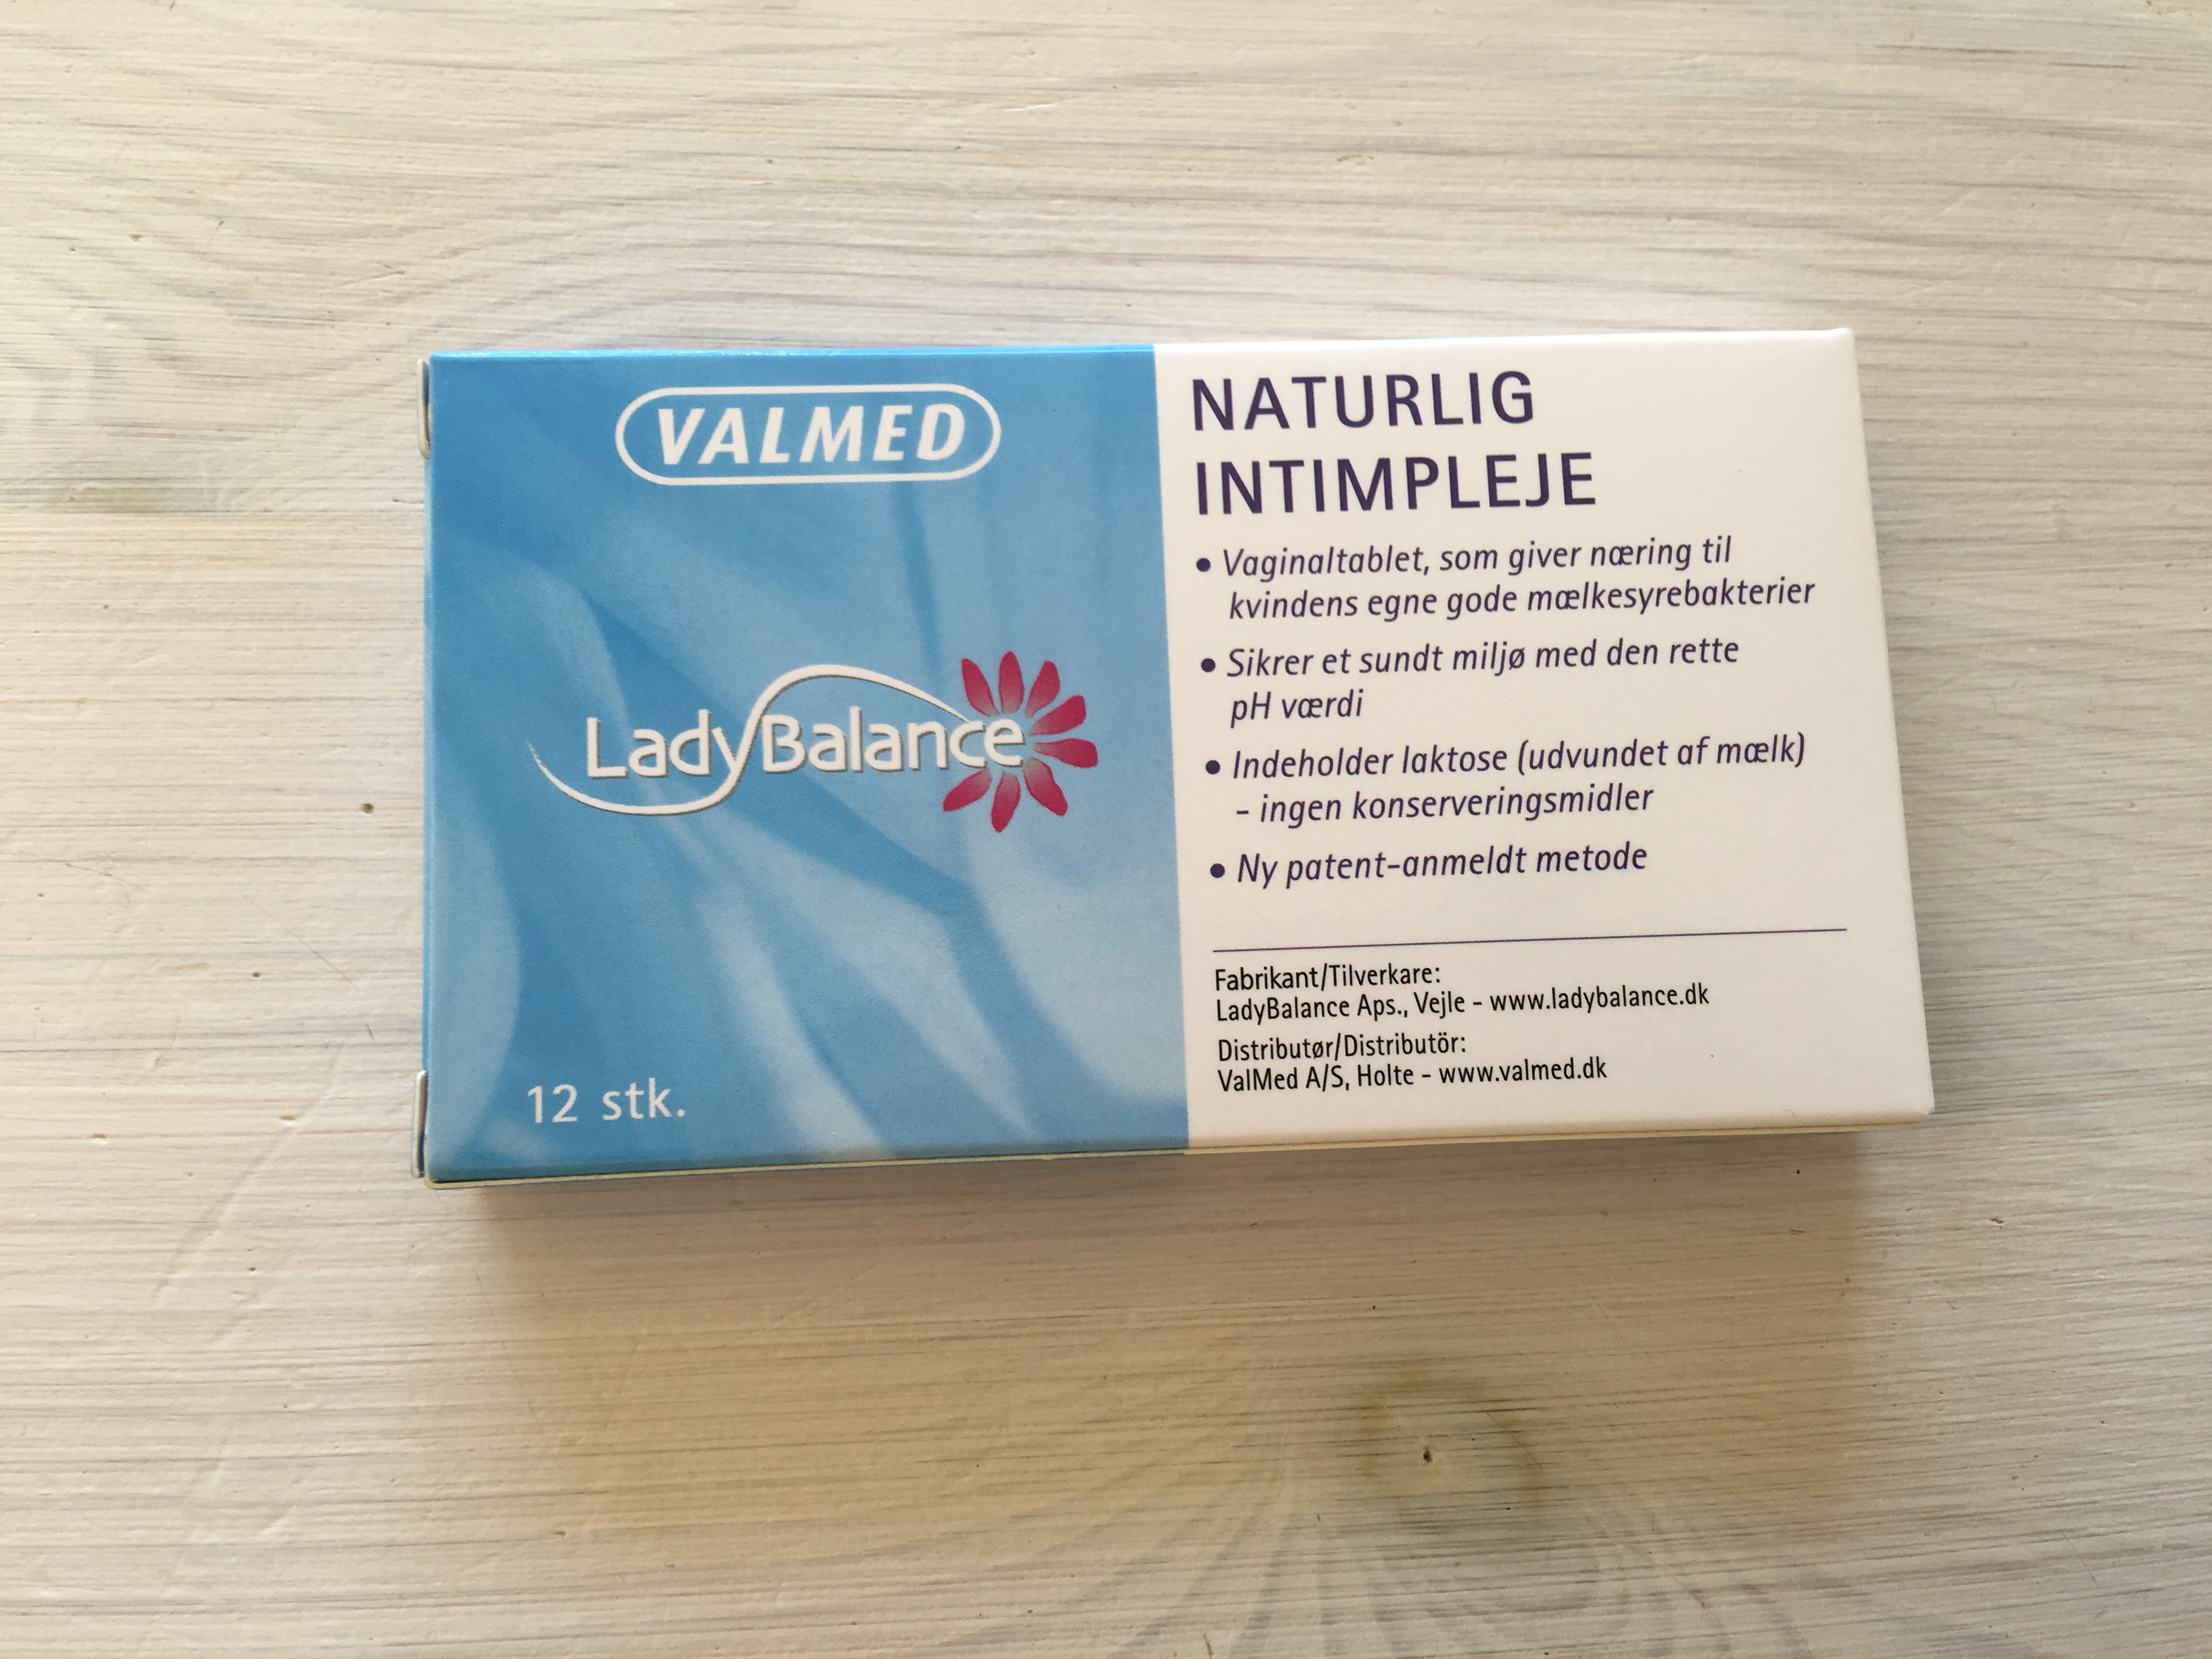 VALMED
LadyBalance
12 stk.
NATURLIG
INTIMPLEJE
• Vaginaltablet, som giver næring til
kvindens egne gode mælkesyrebakterier
• Sikrer et sundt miljø med den rette
pH værdi
• Indeholder laktose (udvundet af mælk)
– ingen konserveringsmidler
• Ny patent-anmeldt metode
Fabrikant/Tilverkare:
LadyBalance Aps., Vejle - www.ladybalance.dk
Distributør/Distributör:
ValMed A/S, Holte - www.valmed.dk